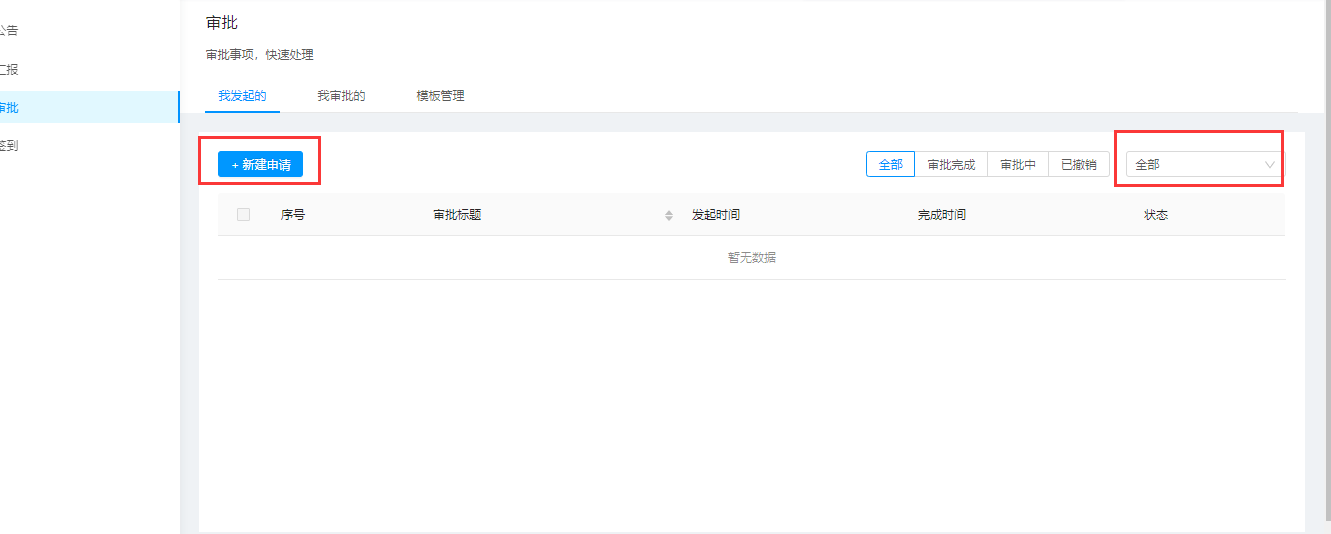 审批
审批事项，快速处理
公告
汇报
审批
签到
我发起的 我审批的 模板管理
+ 新建申请 全部 审批完成 审批中 已撤销 全部
序号 审批标题 发起时间 完成时间 状态
暂无数据